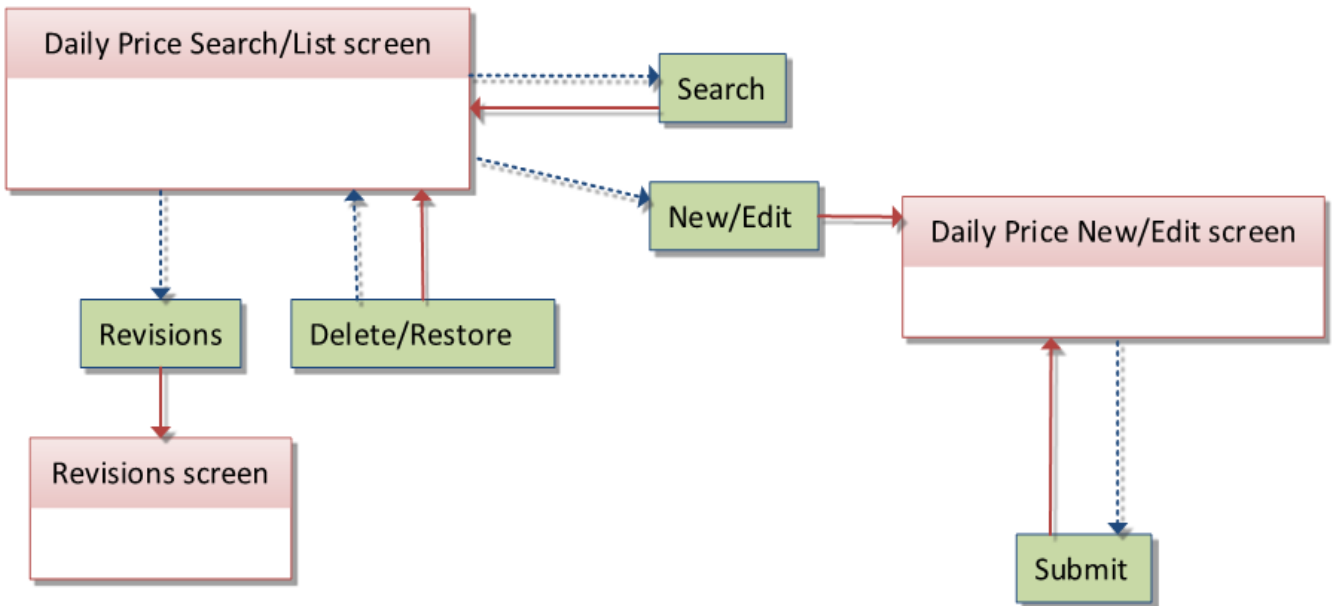 Daily Price Search/List screen
Search
New/Edit
Daily Price New/Edit screen
Revisions
Delete/Restore
Revisions screen
Submit